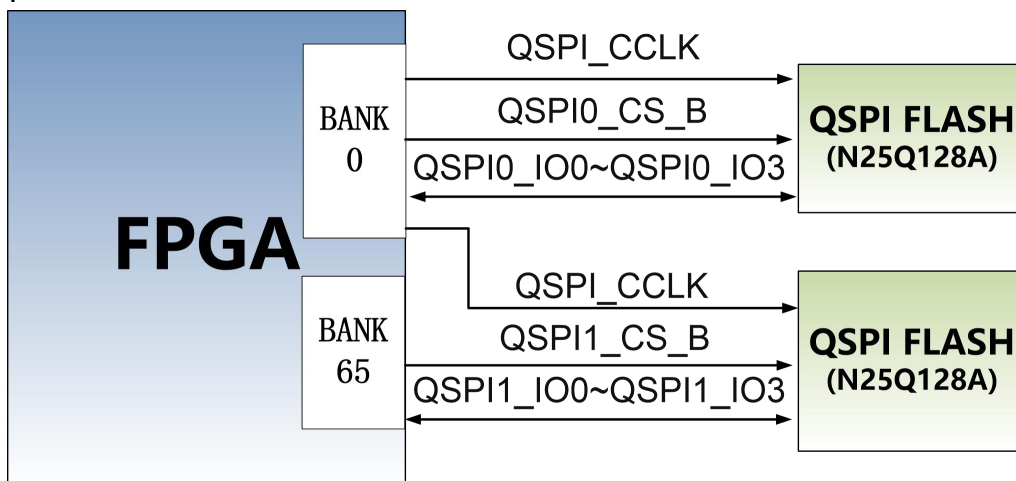 FPGA
BANK
0
QSPI_CCLK
QSPI0_CS_B
QSPI0_IO0~QSPI0_IO3
QSPI FLASH
(N25Q128A)
BANK
65
QSPI_CCLK
QSPI1_CS_B
QSPI1_IO0~QSPI1_IO3
QSPI FLASH
(N25Q128A)